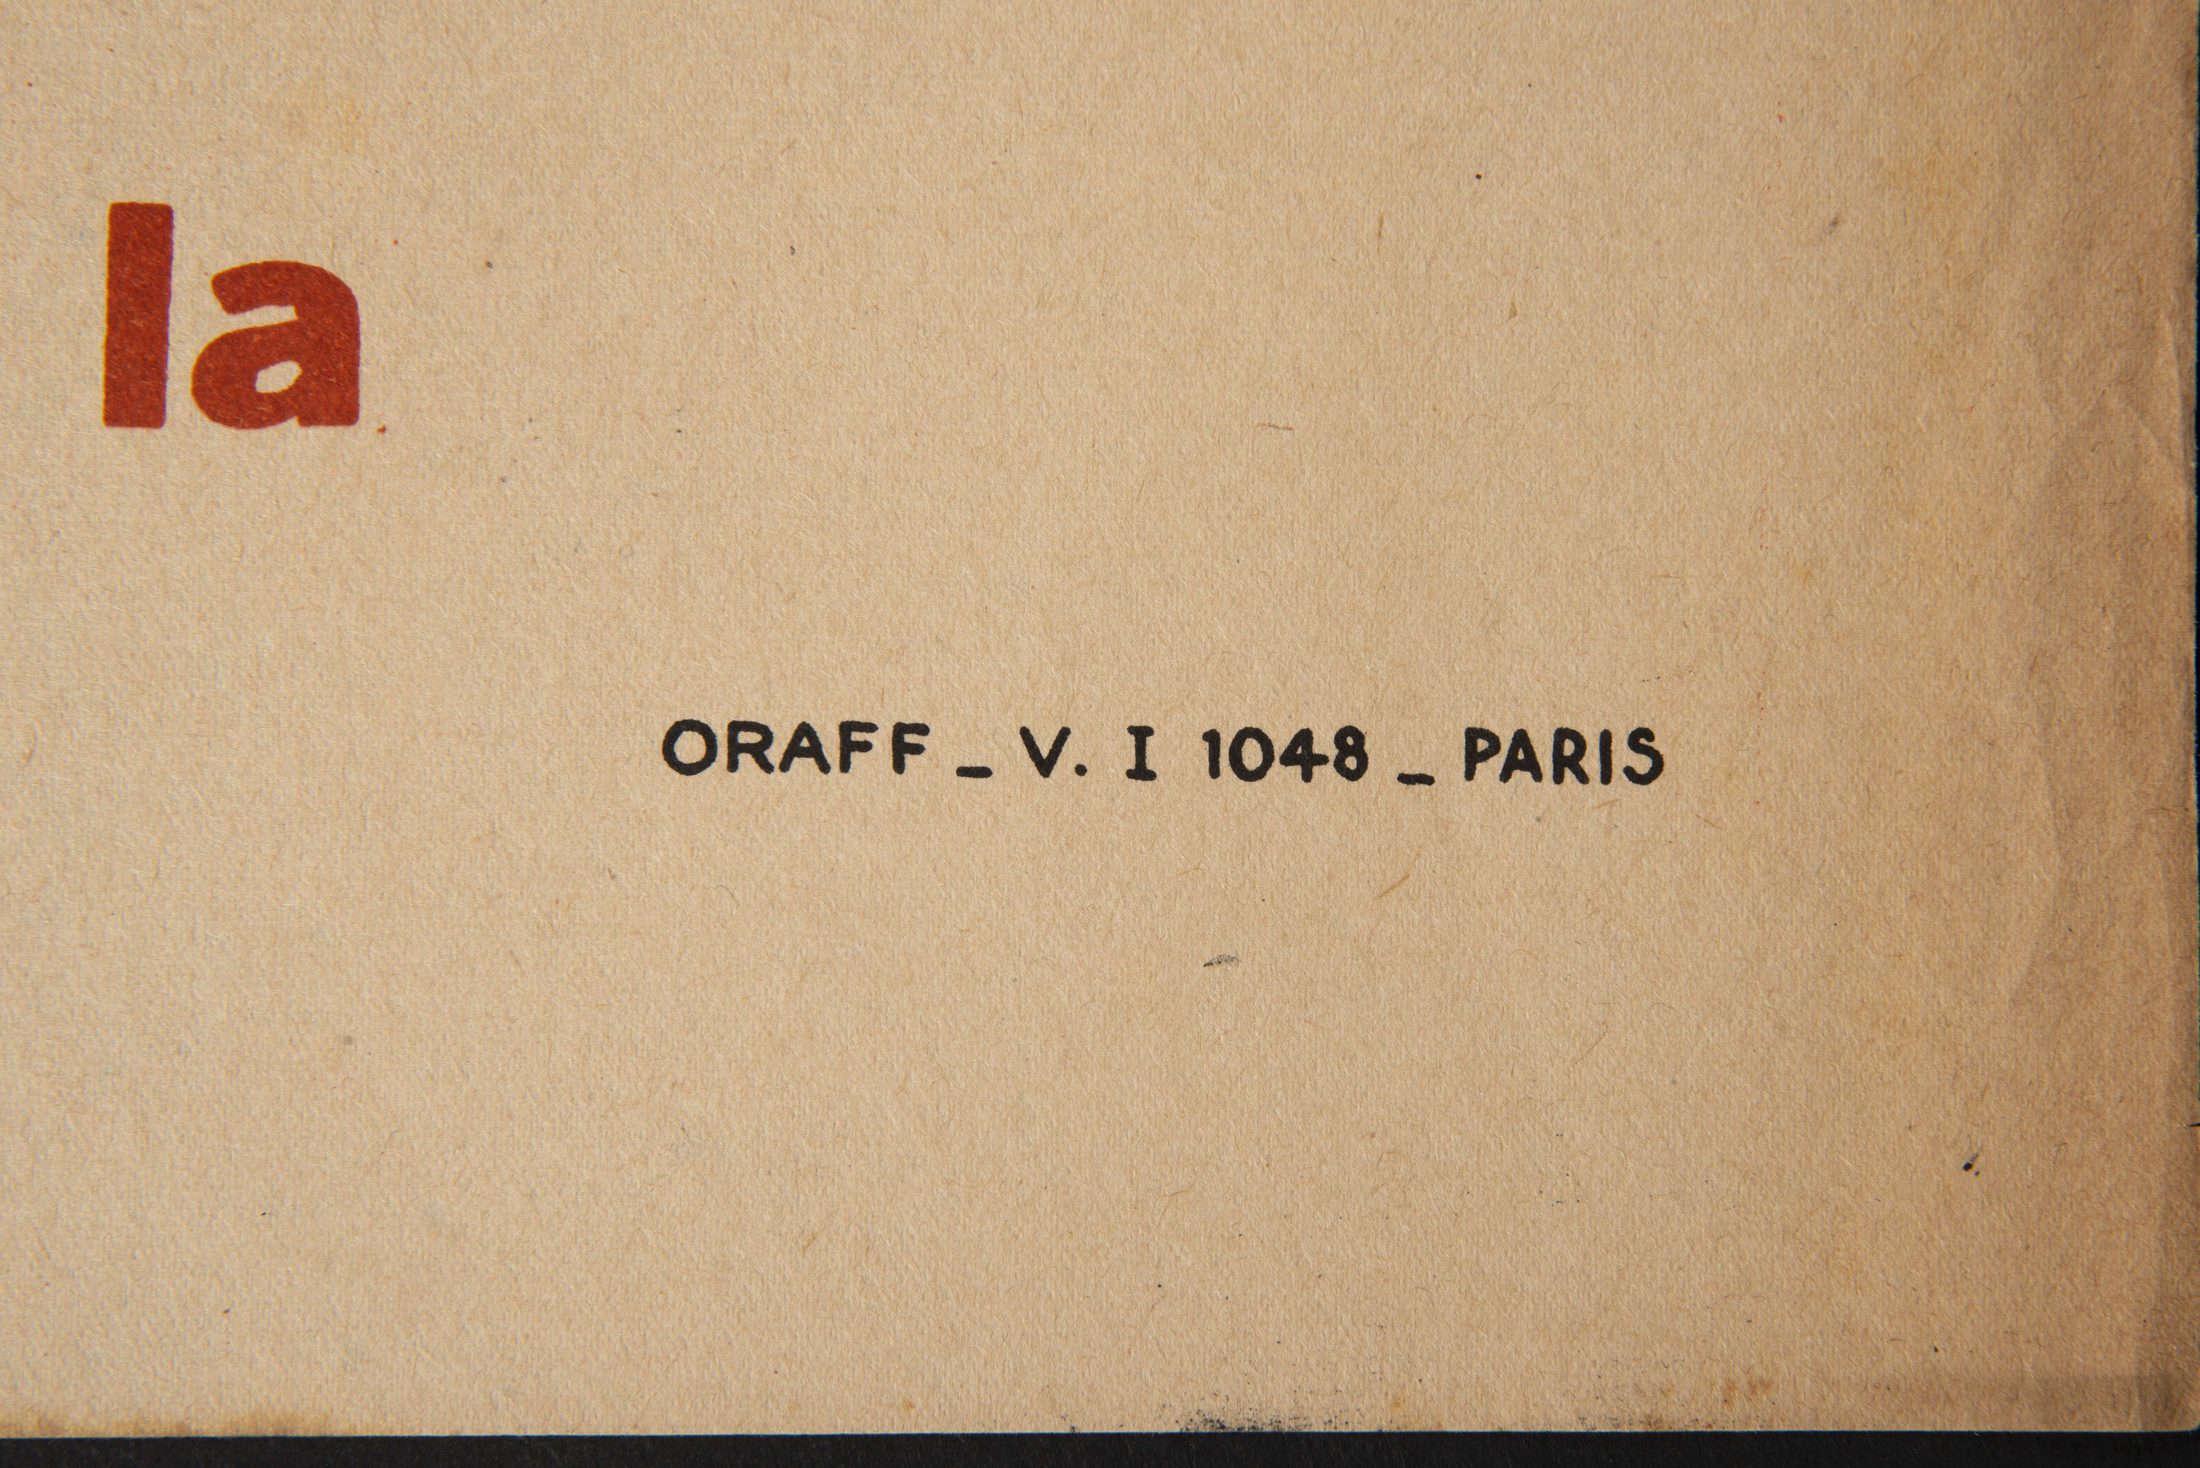 la
ORAFF _ V. I 1048 _ PARIS